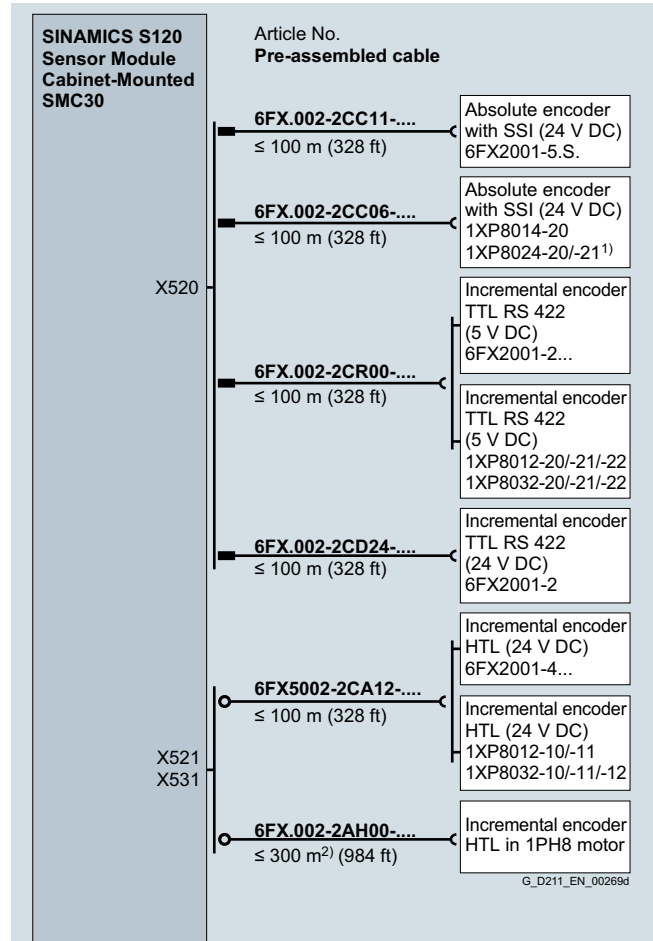 SINAMICS S120
Sensor Module
Cabinet-Mounted
SMC30
Article No.
Pre-assembled cable
6FX.002-2CC11-....
≤ 100 m (328 ft)
Absolute encoder
with SSI (24 V DC)
6FX2001-5.S.
6FX.002-2CC06-....
≤ 100 m (328 ft)
Absolute encoder
with SSI (24 V DC)
1XP8014-20
1XP8024-20/-21¹⁾
X520
Incremental encoder
TTL RS 422
(5 V DC)
6FX2001-2...
6FX.002-2CR00-....
≤ 100 m (328 ft)
Incremental encoder
TTL RS 422
(5 V DC)
1XP8012-20/-21/-22
1XP8032-20/-21/-22
6FX.002-2CD24-....
≤ 100 m (328 ft)
Incremental encoder
TTL RS 422
(24 V DC)
6FX2001-2
Incremental encoder
HTL (24 V DC)
6FX2001-4...
6FX5002-2CA12-....
≤ 100 m (328 ft)
Incremental encoder
HTL (24 V DC)
1XP8012-10/-11
1XP8032-10/-11/-12
X521
X531
6FX.002-2AH00-....
≤ 300 m²⁾ (984 ft)
Incremental encoder
HTL in 1PH8 motor
G_D211_EN_00269d